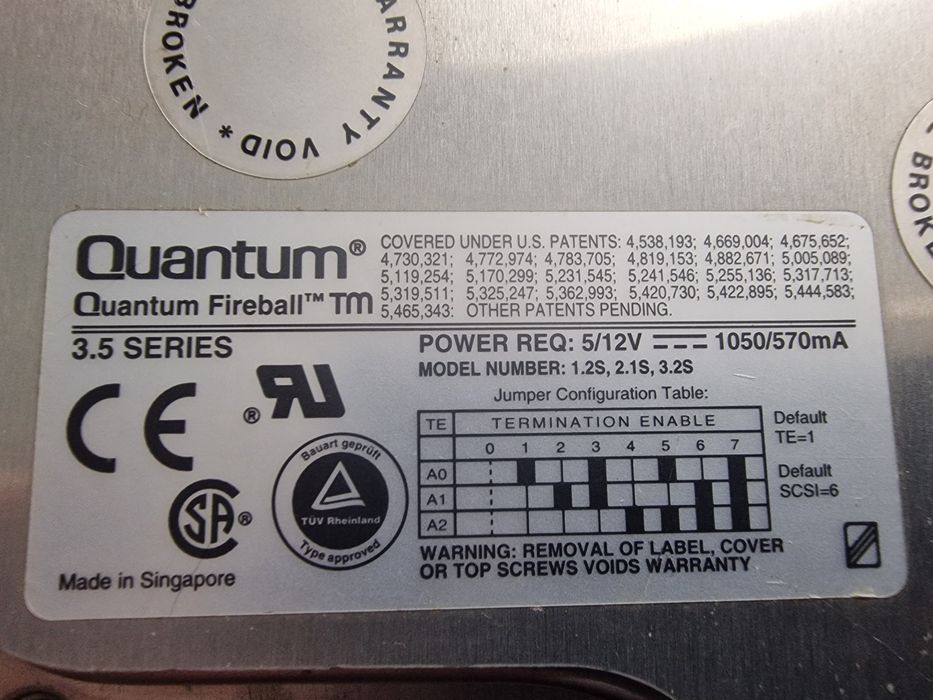 BROKEN * WARRANTY VOID *
BROKEN
Quantum®
Quantum Fireball™ TM
COVERED UNDER U.S. PATENTS: 4,538,193; 4,669,004; 4,675,652;
4,730,321; 4,772,974; 4,783,705; 4,819,153; 4,882,671; 5,005,089;
5,119,254; 5,170,299; 5,231,545; 5,241,546; 5,255,136; 5,317,713;
5,319,511; 5,325,247; 5,362,993; 5,420,730; 5,422,895; 5,444,583;
5,465,343: OTHER PATENTS PENDING.
3.5 SERIES
POWER REQ: 5/12V 1050/570mA
MODEL NUMBER: 1.2S, 2.1S, 3.2S
Jumper Configuration Table:
TE TERMINATION ENABLE
0 1 2 3 4 5 6 7
A0
A1
A2
Default
TE=1
Default
SCSI=6
CE
® RU
SA ®
Bauart geprüft
TÜV Rheinland
Type approved
Made in Singapore
WARNING: REMOVAL OF LABEL, COVER
OR TOP SCREWS VOIDS WARRANTY